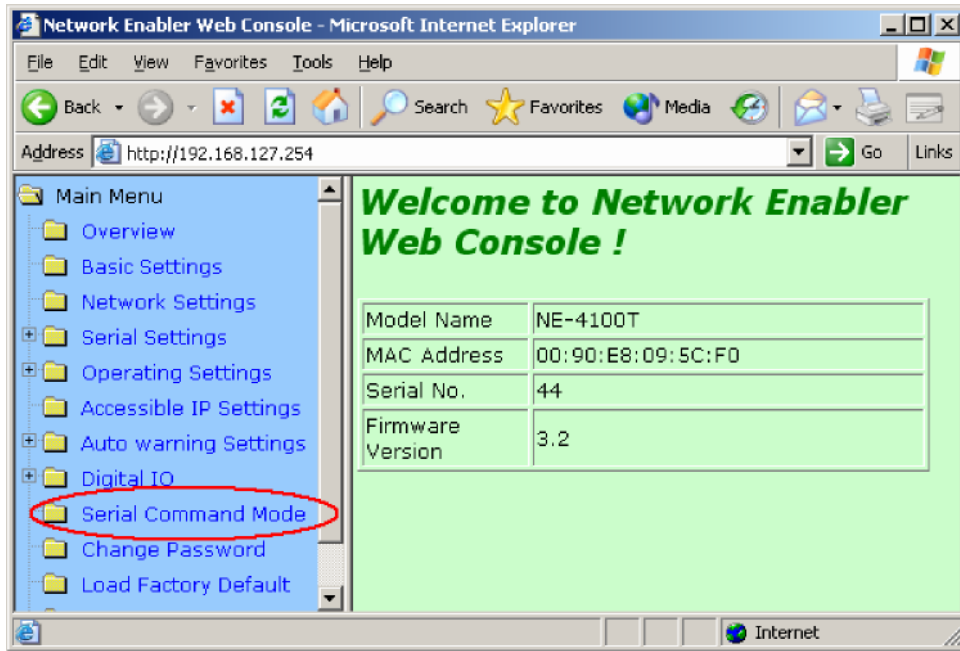 Network Enabler Web Console - Microsoft Internet Explorer
File Edit View Favorites Tools Help
Back Search Favorites Media
Address http://192.168.127.254 Go Links
Main Menu
Overview
Basic Settings
Network Settings
Serial Settings
Operating Settings
Accessible IP Settings
Auto warning Settings
Digital IO
Serial Command Mode
Change Password
Load Factory Default
Welcome to Network Enabler
Web Console !
Model Name NE-4100T
MAC Address 00:90:E8:09:5C:F0
Serial No. 44
Firmware
Version 3.2
Internet